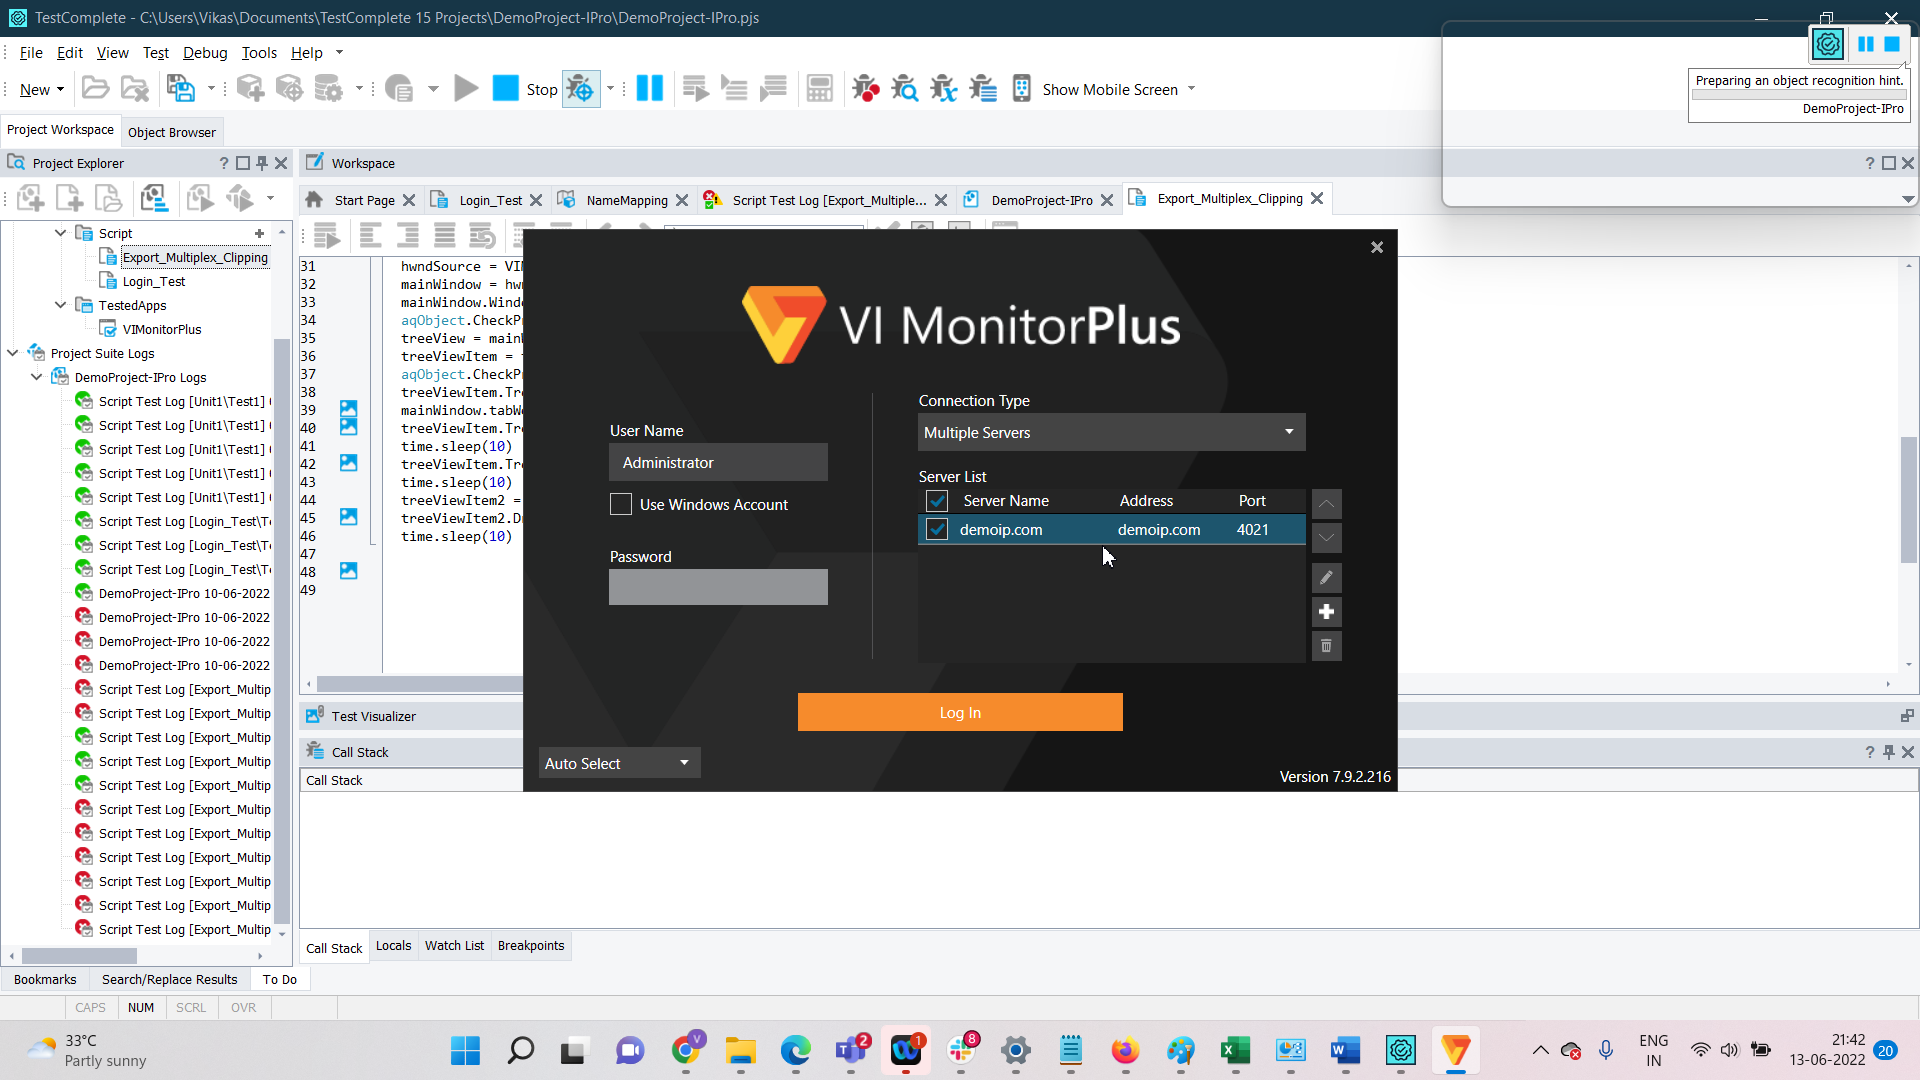 TestComplete - C:\Users\Vikas\Documents\TestComplete 15 Projects\DemoProject-IPro\DemoProject-IPro.pjs
File Edit View Test Debug Tools Help
New Stop Show Mobile Screen
Preparing an object recognition hint.
DemoProject-IPro
Project Workspace Object Browser
Project Explorer
Workspace
Start Page Login_Test NameMapping Script Test Log [Export_Multiple... DemoProject-IPro Export_Multiplex_Clipping
Script
Export_Multiplex_Clipping
Login_Test
TestedApps
VIMonitorPlus
Project Suite Logs
DemoProject-IPro Logs
Script Test Log [Unit1\Test1]
Script Test Log [Unit1\Test1]
Script Test Log [Unit1\Test1]
Script Test Log [Unit1\Test1]
Script Test Log [Unit1\Test1]
Script Test Log [Login_Test\T
Script Test Log [Login_Test\T
Script Test Log [Login_Test\T
DemoProject-IPro 10-06-2022
DemoProject-IPro 10-06-2022
DemoProject-IPro 10-06-2022
DemoProject-IPro 10-06-2022
Script Test Log [Export_Multip
Script Test Log [Export_Multip
Script Test Log [Export_Multip
Script Test Log [Export_Multip
Script Test Log [Export_Multip
Script Test Log [Export_Multip
Script Test Log [Export_Multip
Script Test Log [Export_Multip
Script Test Log [Export_Multip
Script Test Log [Export_Multip
Script Test Log [Export_Multip
31 hwndSource = VI
32 mainWindow = hw
33 mainWindow.Wind
34 aqObject.CheckP
35 treeView = main
36 treeViewItem =
37 aqObject.CheckP
38 treeViewItem.Tr
39 mainWindow.tabW
40 treeViewItem.Tr
41 time.sleep(10)
42 treeViewItem.Tr
43 time.sleep(10)
44 treeViewItem2 =
45 treeViewItem2.D
46 time.sleep(10)
47
48
49
VI MonitorPlus
User Name
Administrator
Use Windows Account
Password
Connection Type
Multiple Servers
Server List
Server Name Address Port
demoip.com demoip.com 4021
Log In
Auto Select
Version 7.9.2.216
Test Visualizer
Call Stack
Call Stack
Call Stack Locals Watch List Breakpoints
Bookmarks Search/Replace Results To Do
CAPS NUM SCRL OVR
33°C
Partly sunny
V
2
1
8
ENG
IN
21:42
13-06-2022
20